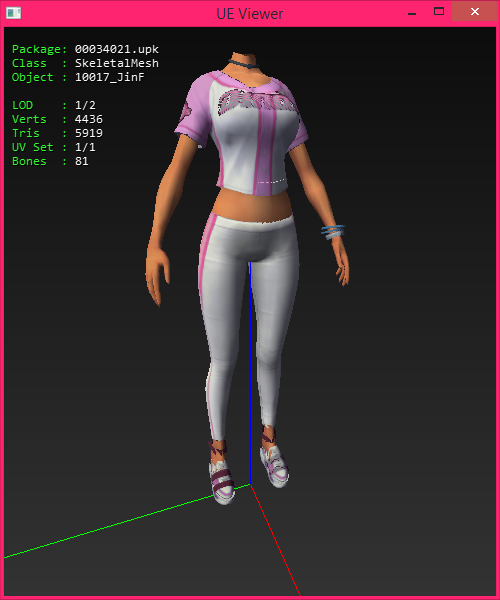 UE Viewer
Package: 00034021.upk
Class : SkeletalMesh
Object : 10017_JinF
LOD : 1/2
Verts : 4436
Tris : 5919
UV Set : 1/1
Bones : 81